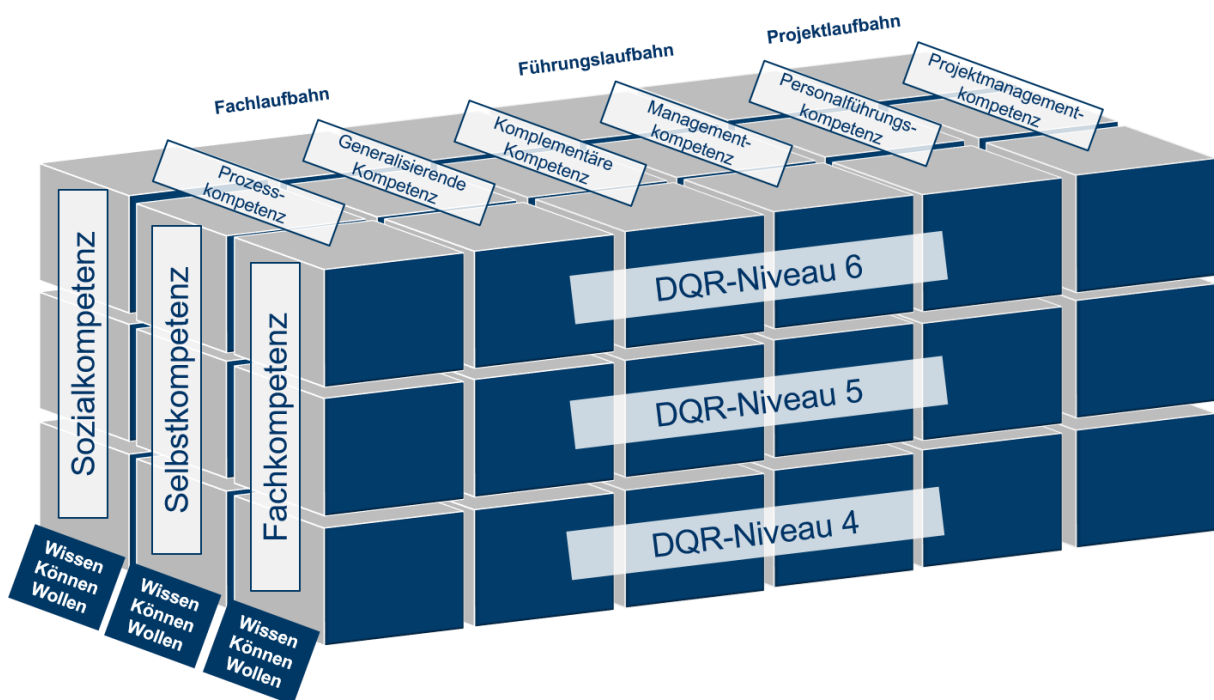 Fachlaufbahn
Führungslaufbahn
Projektlaufbahn
Prozess-
kompetenz
Generalisierende
Kompetenz
Komplementäre
Kompetenz
Management-
kompetenz
Personalführungs-
kompetenz
Projektmanagement-
kompetenz
Sozialkompetenz
Selbstkompetenz
Fachkompetenz
DQR-Niveau 6
DQR-Niveau 5
DQR-Niveau 4
Wissen
Können
Wollen
Wissen
Können
Wollen
Wissen
Können
Wollen